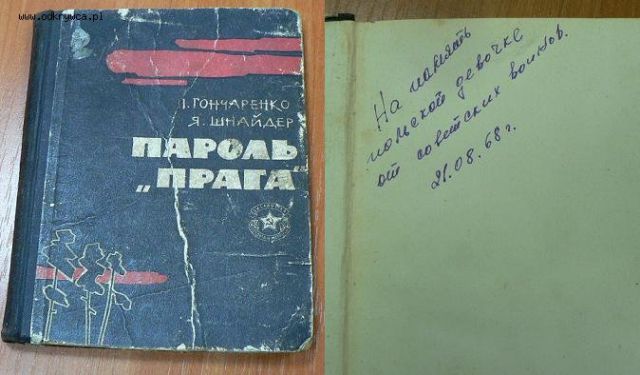 www.odkrywca.pl
П. ГОНЧАРЕНКО
Я. ШНАЙДЕР
ПАРОЛЬ
„ПРАГА"
На память
польской девочке
от советских воинов.
21.08.68 г.